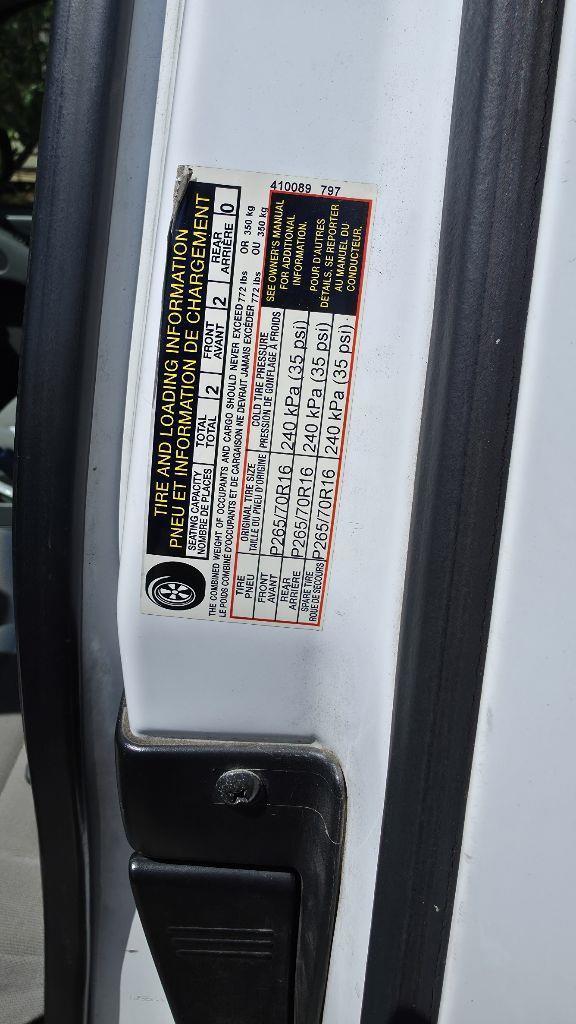 410089 797
TIRE AND LOADING INFORMATION
PNEU ET INFORMATION DE CHARGEMENT
SEATING CAPACITY TOTAL 2 FRONT 2 REAR 0
NOMBRE DE PLACES TOTAL AVANT ARRIÈRE
THE COMBINED WEIGHT OF OCCUPANTS AND CARGO SHOULD NEVER EXCEED 772 lbs OR 350 kg
LE POIDS COMBINÉ D'OCCUPANTS ET DE CARGAISON NE DEVRAIT JAMAIS EXCÉDER 772 lbs OU 350 kg
TIRE ORIGINAL TIRE SIZE COLD TIRE PRESSURE
PNEU TAILLE DU PNEU D'ORIGINE PRESSION DE GONFLAGE À FROIDS
FRONT
AVANT P265/70R16 240 kPa (35 psi)
REAR
ARRIÈRE P265/70R16 240 kPa (35 psi)
SPARE TIRE
ROUE DE SECOURS P265/70R16 240 kPa (35 psi)
SEE OWNER'S MANUAL
FOR ADDITIONAL
INFORMATION.
POUR D'AUTRES
DÉTAILS, SE REPORTER
AU MANUEL DU
CONDUCTEUR.